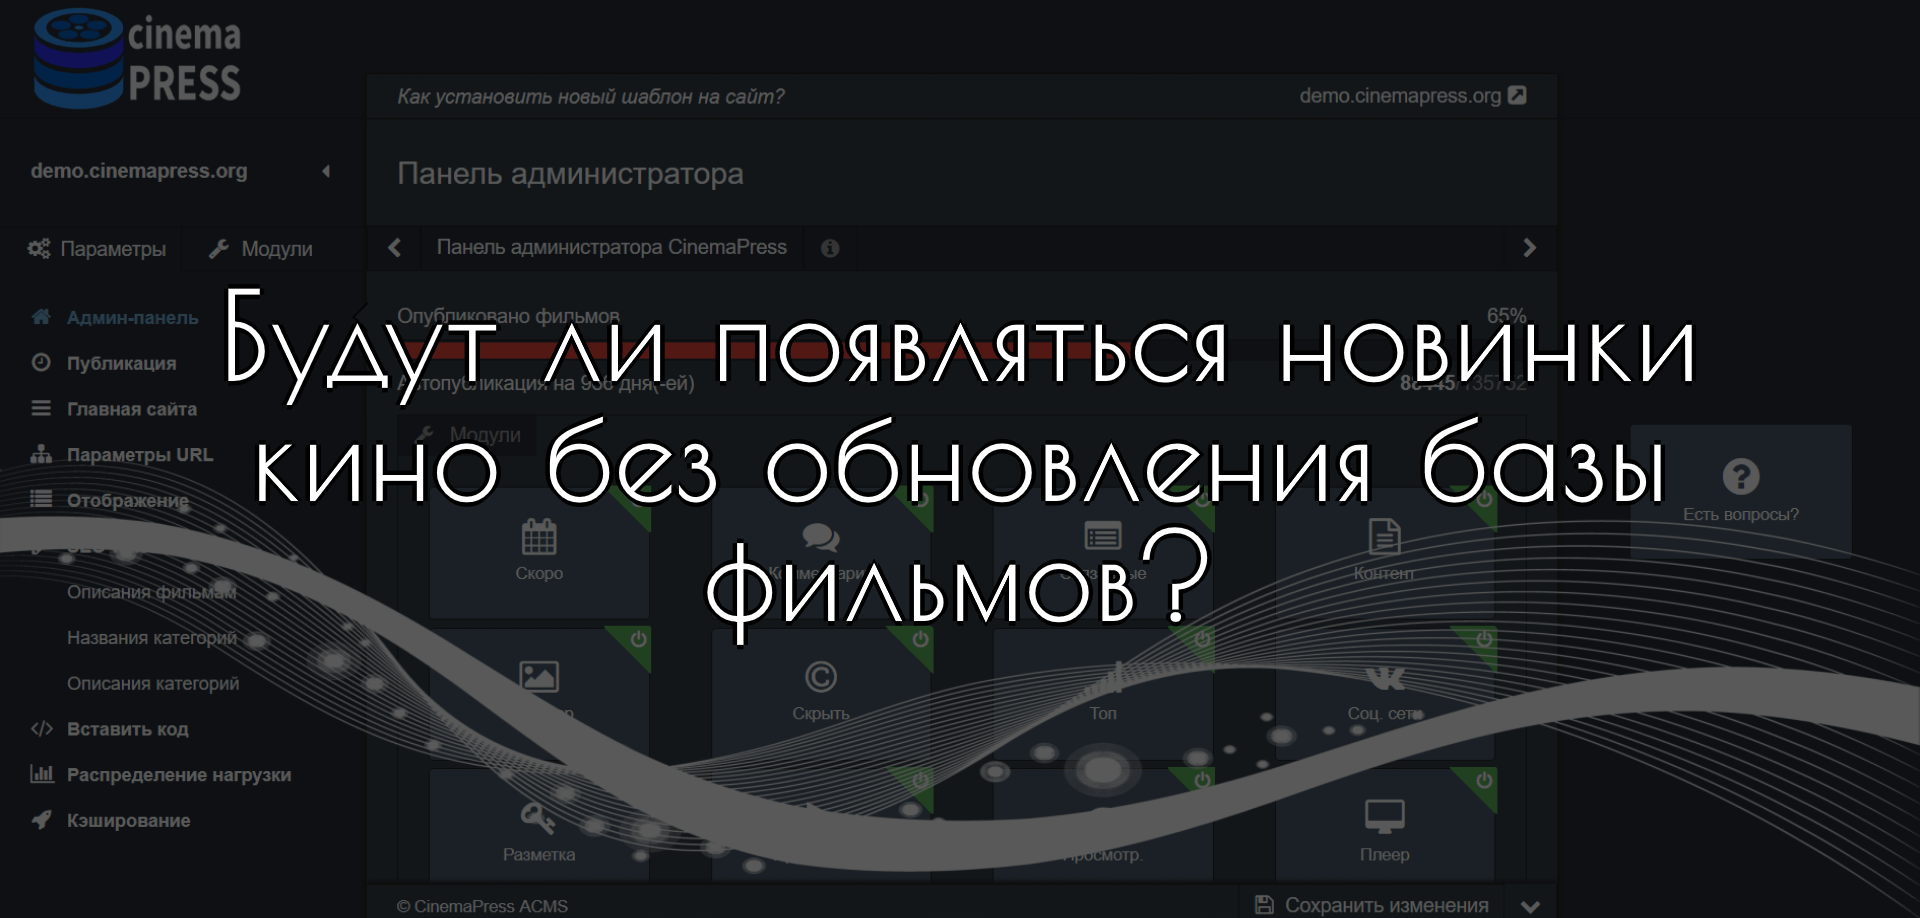 cinema
PRESS
Как установить новый шаблон на сайт?
demo.cinemapress.org
demo.cinemapress.org
Панель администратора
Параметры
Модули
Панель администратора CinemaPress
Будут ли появляться новинки
кино без обновления базы
фильмов?
Опубликовано фильмов
65%
на
дня(-ей)
Модули
Админ-панель
Публикация
Главная сайта
Параметры URL
Отображение
Описания фильмам
Названия категорий
Описания категорий
Вставить код
Распределение нагрузки
Кэширование
Есть вопросы?
Скоро
Контент
Скрыть
Топ
Соц. сети
Разметка
Плеер
© CinemaPress ACMS
Сохранить изменения